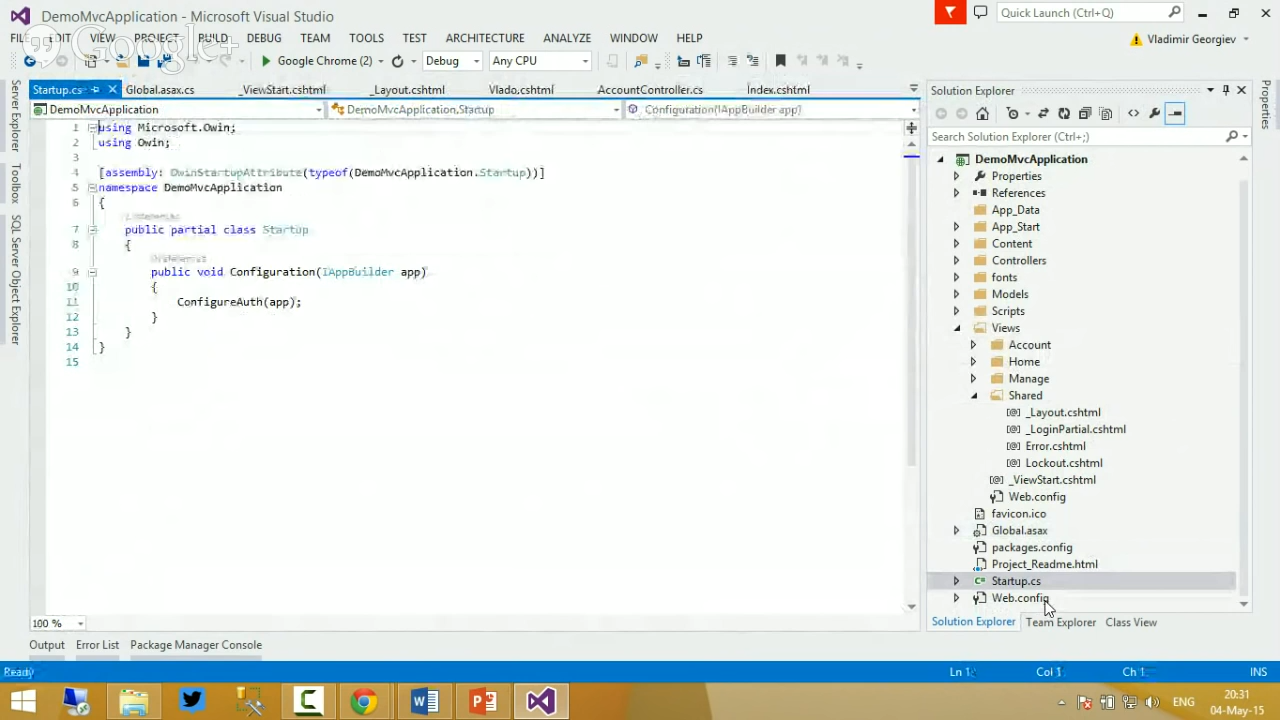 DemoMvcApplication - Microsoft Visual Studio
Quick Launch (Ctrl+Q)
FILE EDIT VIEW PROJECT BUILD DEBUG TEAM TOOLS TEST ARCHITECTURE ANALYZE WINDOW HELP
Vladimir Georgiev
Google+
Google Chrome (2)
Debug
Any CPU
Startup.cs
Global.asax.cs
_ViewStart.cshtml
_Layout.cshtml
Vlado.cshtml
AccountController.cs
Index.cshtml
DemoMvcApplication
DemoMvcApplication.Startup
Configuration(IAppBuilder app)
Server Explorer
Toolbox
SQL Server Object Explorer
1 using Microsoft.Owin;
2 using Owin;
3
4 [assembly: OwinStartupAttribute(typeof(DemoMvcApplication.Startup))]
5 namespace DemoMvcApplication
6 {
7 public partial class Startup
8 {
9 public void Configuration(IAppBuilder app)
10 {
11 ConfigureAuth(app);
12 }
13 }
14 }
15
100 %
Solution Explorer
Search Solution Explorer (Ctrl+;)
DemoMvcApplication
Properties
References
App_Data
App_Start
Content
Controllers
fonts
Models
Scripts
Views
Account
Home
Manage
Shared
_Layout.cshtml
_LoginPartial.cshtml
Error.cshtml
Lockout.cshtml
_ViewStart.cshtml
Web.config
favicon.ico
Global.asax
packages.config
Project_Readme.html
Startup.cs
Web.config
Solution Explorer Team Explorer Class View
Properties
Output Error List Package Manager Console
Ready
Ln 1
Col 1
Ch 1
INS
ENG
20:31
04-May-15